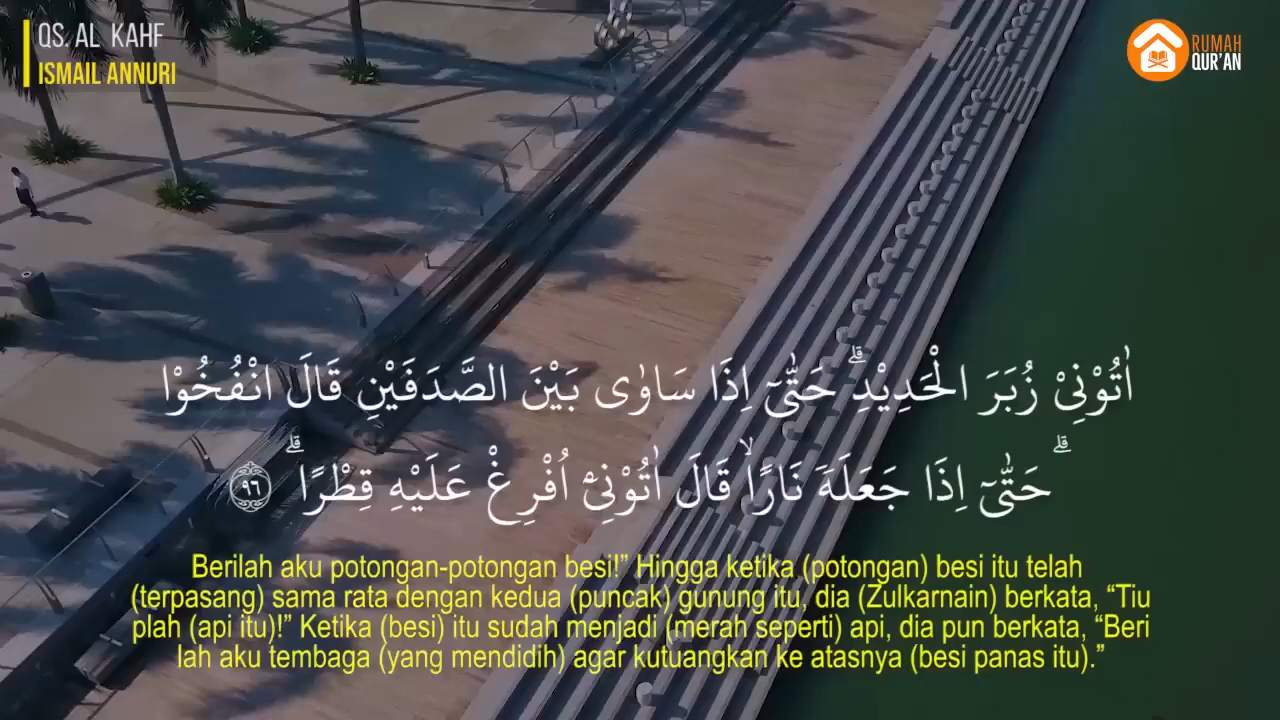 QS. AL KAHF
ISMAIL ANNURI
RUMAH
QUR'AN
اٰتُوْنِيْ زُبَرَ الْحَدِيْدِۗ حَتّٰىٓ اِذَا سَاوٰى بَيْنَ الصَّدَفَيْنِ قَالَ انْفُخُوْا
ۗ حَتّٰىٓ اِذَا جَعَلَهٗ نَارًاۙ قَالَ اٰتُوْنِيْٓ اُفْرِغْ عَلَيْهِ قِطْرًاۗ ٩٦
Berilah aku potongan-potongan besi!” Hingga ketika (potongan) besi itu telah
(terpasang) sama rata dengan kedua (puncak) gunung itu, dia (Zulkarnain) berkata, “Tiu
plah (api itu)!” Ketika (besi) itu sudah menjadi (merah seperti) api, dia pun berkata, “Beri
lah aku tembaga (yang mendidih) agar kutuangkan ke atasnya (besi panas itu).”